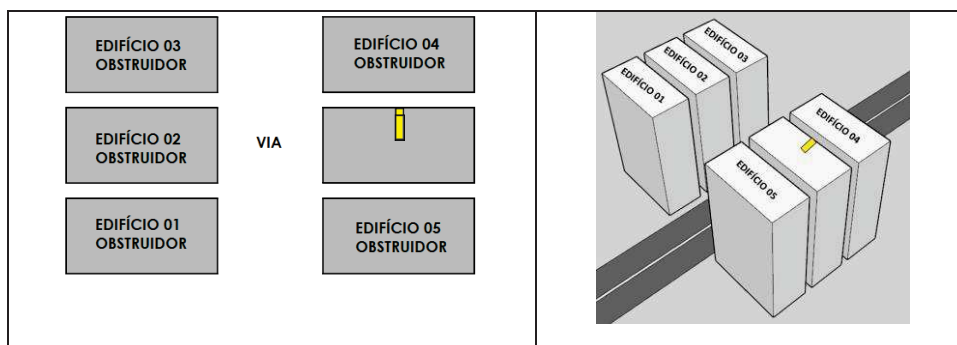 EDIFÍCIO 03
OBSTRUIDOR
EDIFÍCIO 04
OBSTRUIDOR
EDIFÍCIO 02
OBSTRUIDOR
VIA
EDIFÍCIO 01
OBSTRUIDOR
EDIFÍCIO 05
OBSTRUIDOR
EDIFÍCIO 03
EDIFÍCIO 02
EDIFÍCIO 01
EDIFÍCIO 04
EDIFÍCIO 05